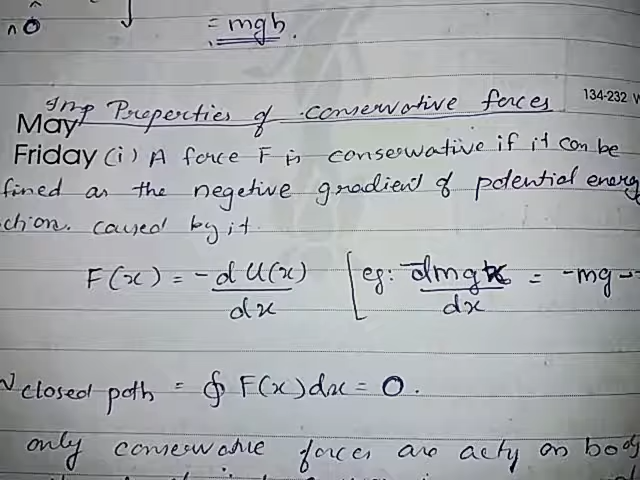 = mgh.
Imp Properties of conservative forces 134-232
May
Friday (i) A force F is conservative if it can be
fined as the negetive gradient of potential energ
ction. caused by it.
F(x) = -dU(x)/dx [eg: -dmgx/dx = -mg
closed path = ∮ F(x)dx = 0.
only conservative forces are acty on body